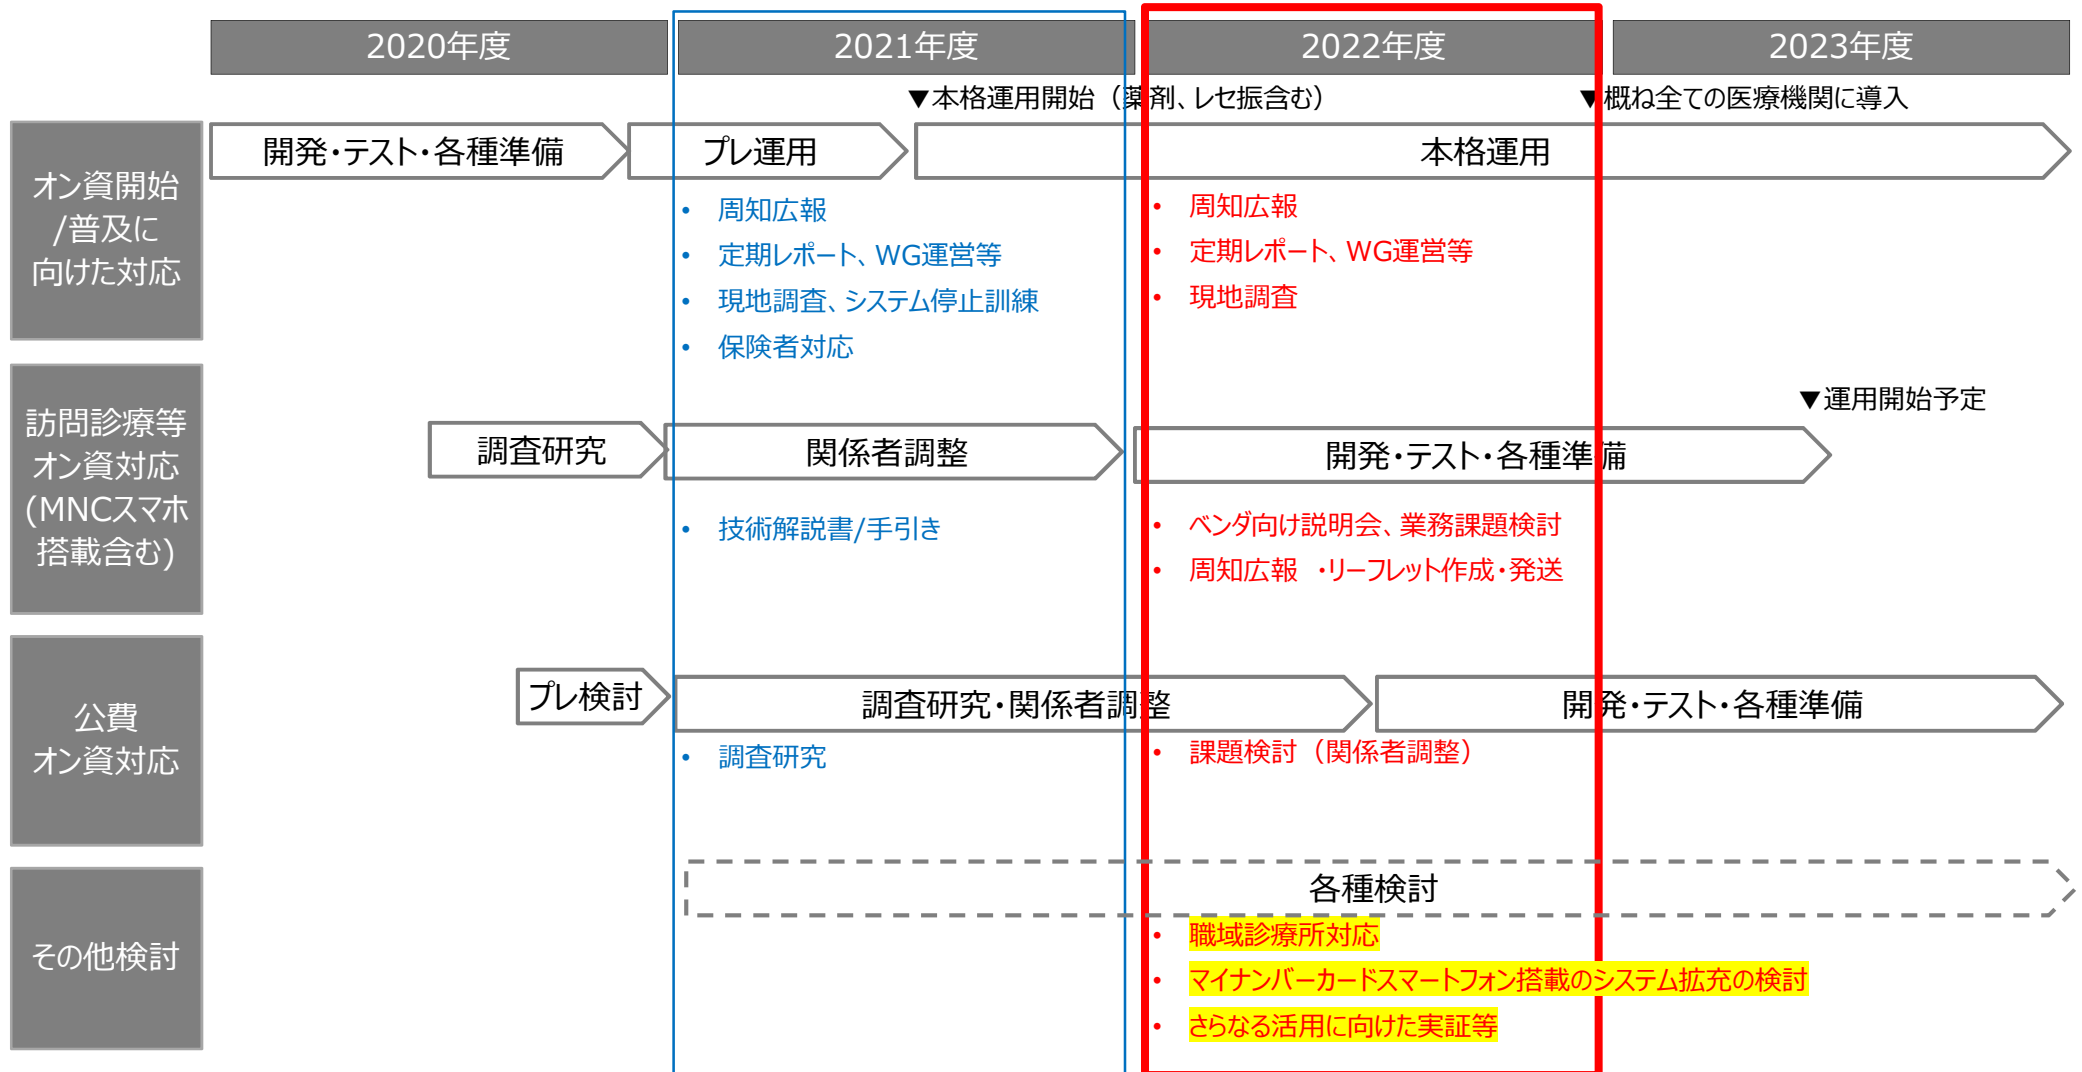 2020年度
2021年度
2022年度
2023年度
▼本格運用開始（薬剤、レセ振含む）
▼概ね全ての医療機関に導入
オン資開始
/普及に
向けた対応
開発・テスト・各種準備
プレ運用
本格運用
• 周知広報
• 定期レポート、WG運営等
• 現地調査、システム停止訓練
• 保険者対応
• 周知広報
• 定期レポート、WG運営等
• 現地調査
訪問診療等
オン資対応
(MNCスマホ
搭載含む)
▼運用開始予定
調査研究
関係者調整
開発・テスト・各種準備
• 技術解説書/手引き
• ベンダ向け説明会、業務課題検討
• 周知広報 ・リーフレット作成・発送
公費
オン資対応
プレ検討
調査研究・関係者調整
開発・テスト・各種準備
• 調査研究
• 課題検討（関係者調整）
その他検討
各種検討
• 職域診療所対応
• マイナンバーカードスマートフォン搭載のシステム拡充の検討
• さらなる活用に向けた実証等